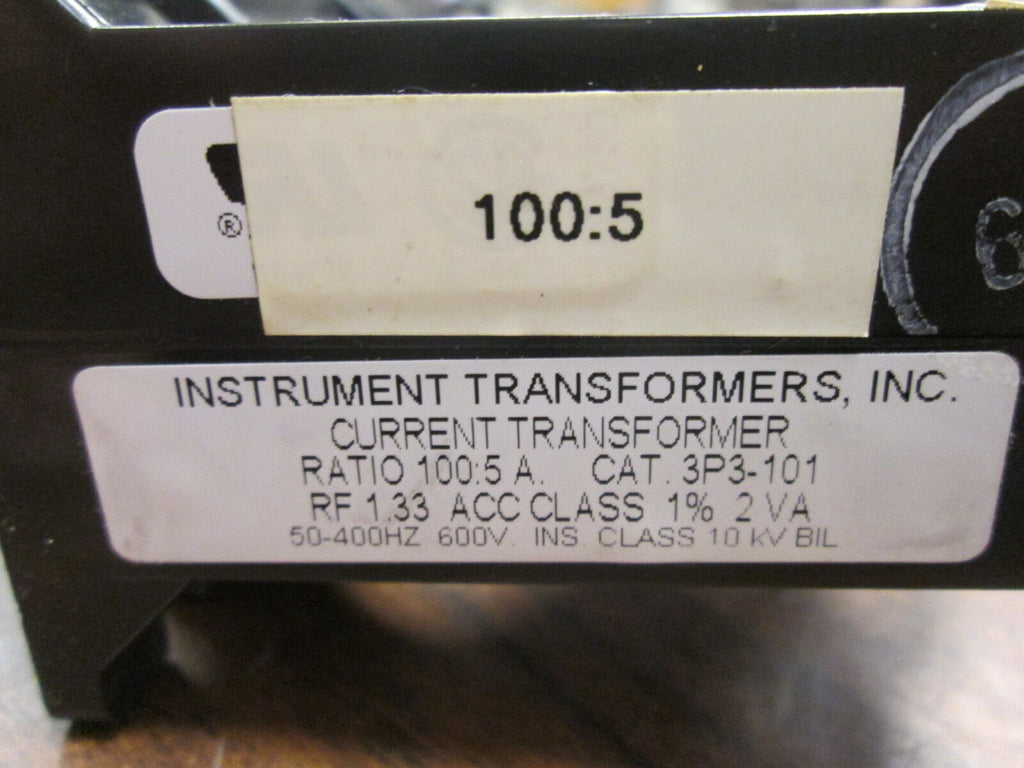 100:5
®
6
INSTRUMENT TRANSFORMERS, INC.
CURRENT TRANSFORMER
RATIO 100:5 A. CAT. 3P3-101
RF 1.33 ACC CLASS 1% 2 VA
50-400HZ 600V. INS. CLASS 10 KV BIL